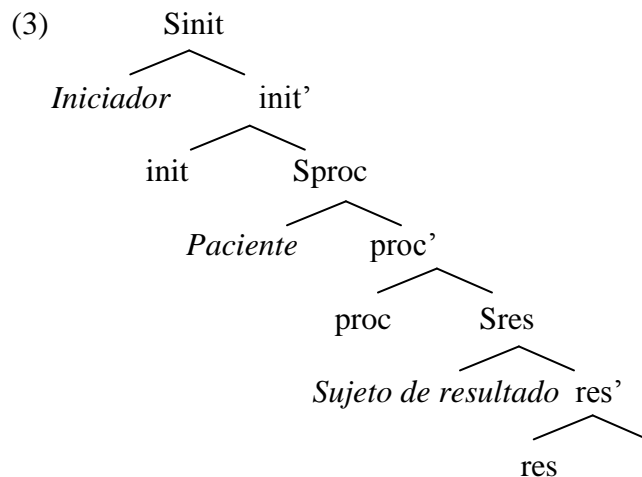 (3) Sinit
Iniciador init’
init Sproc
Paciente proc’
proc Sres
Sujeto de resultado res’
res